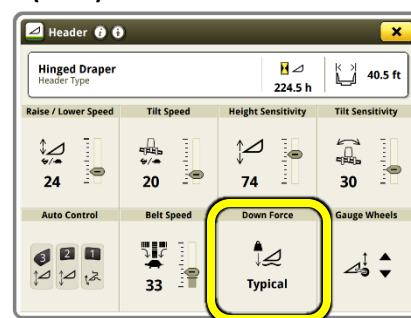 Header
Hinged Draper
Header Type
224.5 h
40.5 ft
Raise / Lower Speed
Tilt Speed
Height Sensitivity
Tilt Sensitivity
24
20
74
30
Auto Control
Belt Speed
Down Force
Gauge Wheels
3 2 1
33
Typical